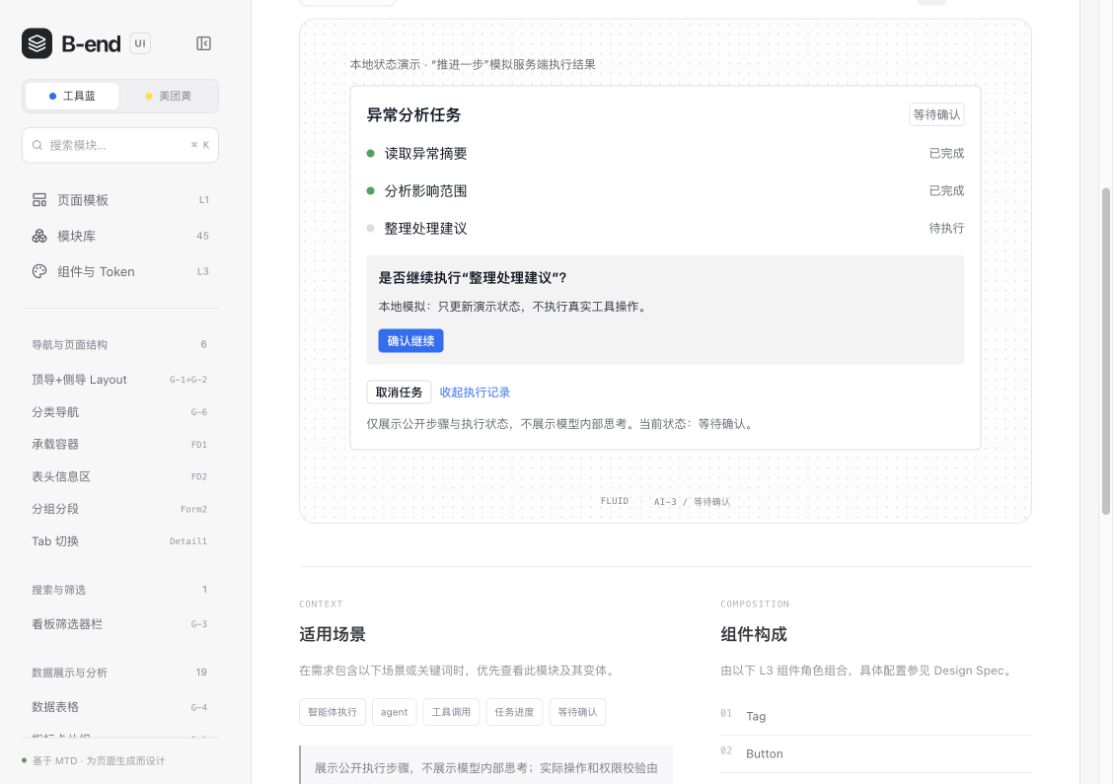 B-end UI
工具蓝 美团黄
搜索模块... ⌘ K
页面模板 L1
模块库 45
组件与 Token L3
导航与页面结构 6
顶导+侧导 Layout G-1+G-2
分类导航 G-6
承载容器 FD1
表头信息区 FD2
分组分段 Form2
Tab 切换 Detail1
搜索与筛选 1
看板筛选器栏 G-3
数据展示与分析 19
数据表格 G-4
基于 MTD · 为页面生成而设计
本地状态演示 · “推进一步”模拟服务端执行结果
异常分析任务 等待确认
读取异常摘要 已完成
分析影响范围 已完成
整理处理建议 待执行
是否继续执行“整理处理建议”?
本地模拟：只更新演示状态，不执行真实工具操作。
确认继续
取消任务 收起执行记录
仅展示公开步骤与执行状态，不展示模型内部思考。当前状态：等待确认。
FLUID AI-3 / 等待确认
CONTEXT
适用场景
在需求包含以下场景或关键词时，优先查看此模块及其变体。
智能体执行 agent 工具调用 任务进度 等待确认
展示公开执行步骤，不展示模型内部思考；实际操作和权限校验由
COMPOSITION
组件构成
由以下 L3 组件角色组合，具体配置参见 Design Spec。
01 Tag
02 Button